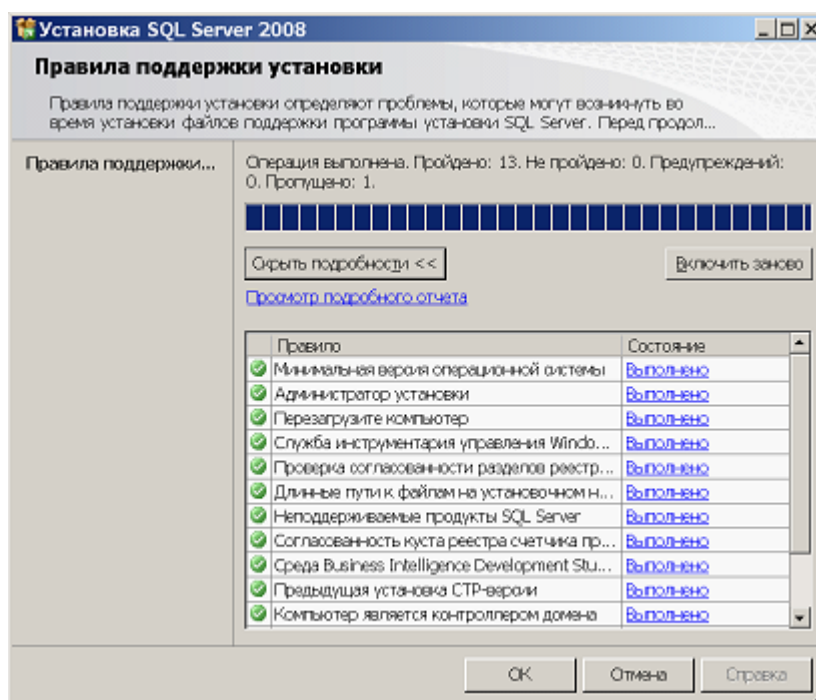 Установка SQL Server 2008
Правила поддержки установки
Правила поддержки установки определяют проблемы, которые могут возникнуть во
время установки файлов поддержки программы установки SQL Server. Перед продол...
Правила поддержки...
Операция выполнена. Пройдено: 13. Не пройдено: 0. Предупреждений:
0. Пропущено: 1.
Скрыть подробности <<
Включить заново
Просмотр подробного отчета
Правило Состояние
Минимальная версия операционной системы Выполнено
Администратор установки Выполнено
Перезагрузите компьютер Выполнено
Служба инструментария управления Windo... Выполнено
Проверка согласованности разделов реестр... Выполнено
Длинные пути к файлам на установочном н... Выполнено
Неподдерживаемые продукты SQL Server Выполнено
Согласованность куста реестра счетчика пр... Выполнено
Среда Business Intelligence Development Stu... Выполнено
Предыдущая установка CTP-версии Выполнено
Компьютер является контроллером домена Выполнено
ОК Отмена Справка